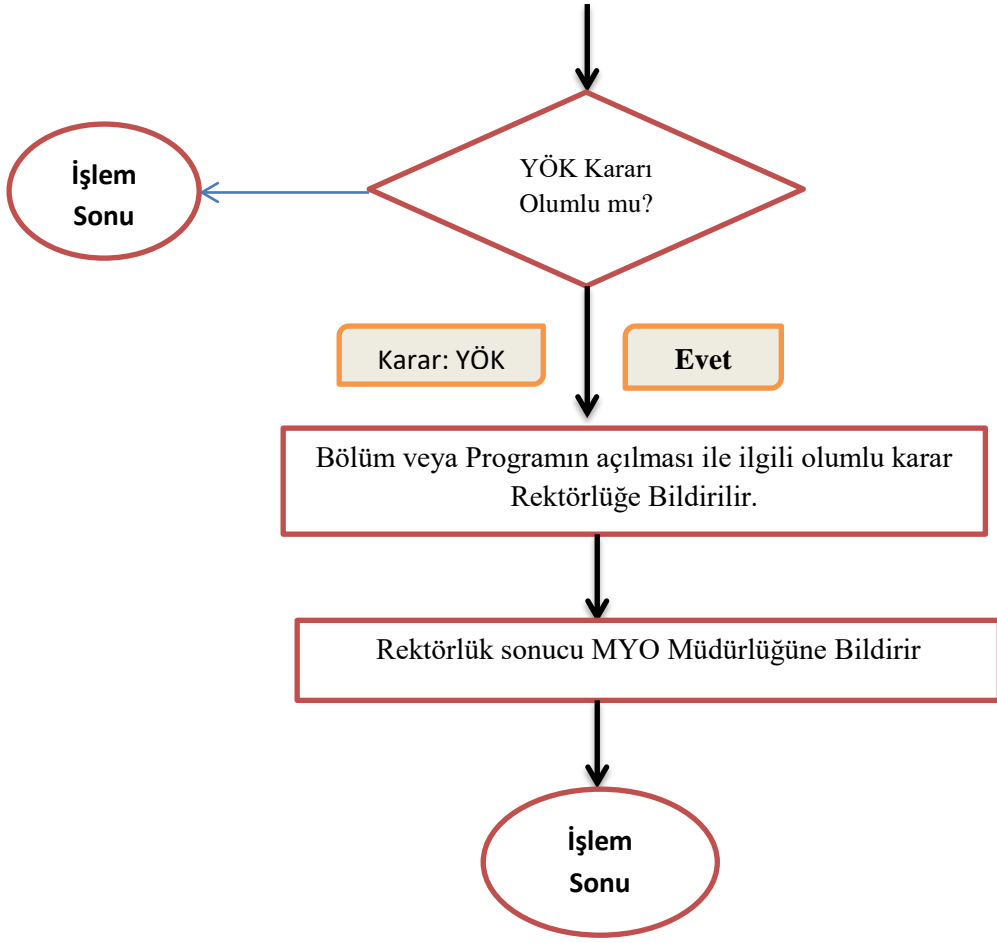 YÖK Kararı
Olumlu mu?
İşlem
Sonu
Karar: YÖK
Evet
Bölüm veya Programın açılması ile ilgili olumlu karar
Rektörlüğe Bildirilir.
Rektörlük sonucu MYO Müdürlüğüne Bildirir
İşlem
Sonu